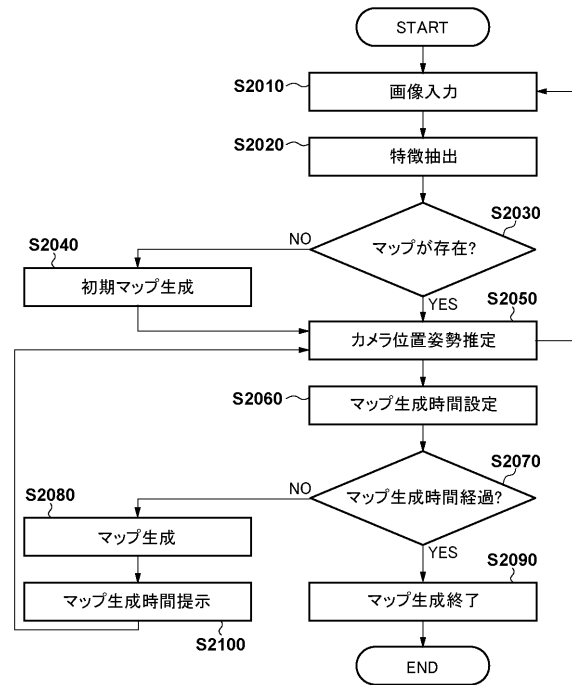 START
S2010
画像入力
S2020
特徴抽出
S2030
マップが存在?
NO
YES
S2040
初期マップ生成
S2050
カメラ位置姿勢推定
S2060
マップ生成時間設定
S2070
マップ生成時間経過?
NO
YES
S2080
マップ生成
S2090
マップ生成終了
マップ生成時間提示
S2100
END